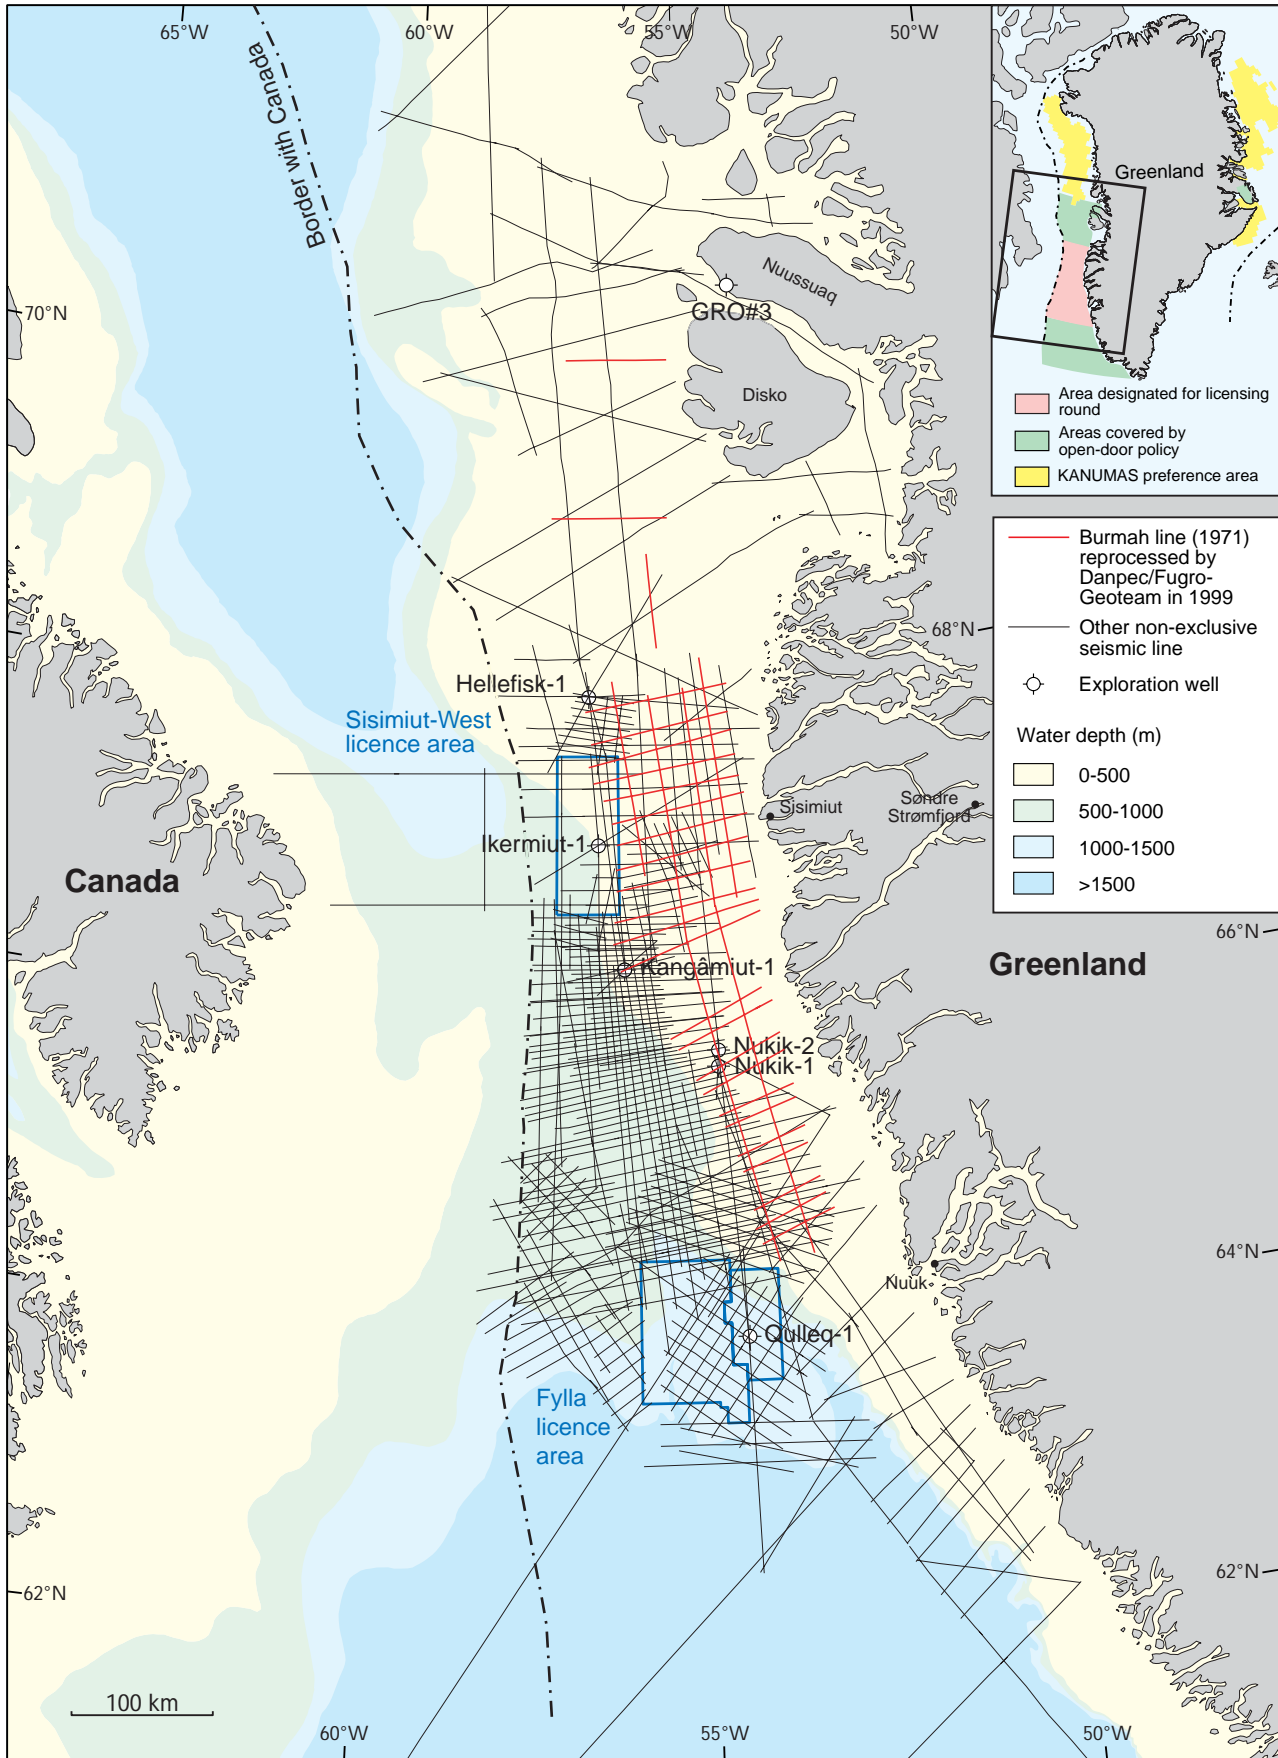 65°W
60°W
55°W
50°W
Border with Canada
Greenland
Area designated for licensing
round
Areas covered by
open-door policy
KANUMAS preference area
Nuussuaq
GRO#3
70°N
Disko
Burmah line (1971)
reprocessed by
Danpec/Fugro-
Geoteam in 1999
Other non-exclusive
seismic line
Exploration well
Water depth (m)
0-500
500-1000
1000-1500
>1500
68°N
Hellefisk-1
Sisimiut-West
licence area
Sisimiut
Søndre
Strømfjord
Ikermiut-1
Canada
66°N
Kangâmiut-1
Greenland
Nukik-2
Nukik-1
64°N
Nuuk
Qulleq-1
Fylla
licence
area
62°N
62°N
100 km
60°W
55°W
50°W